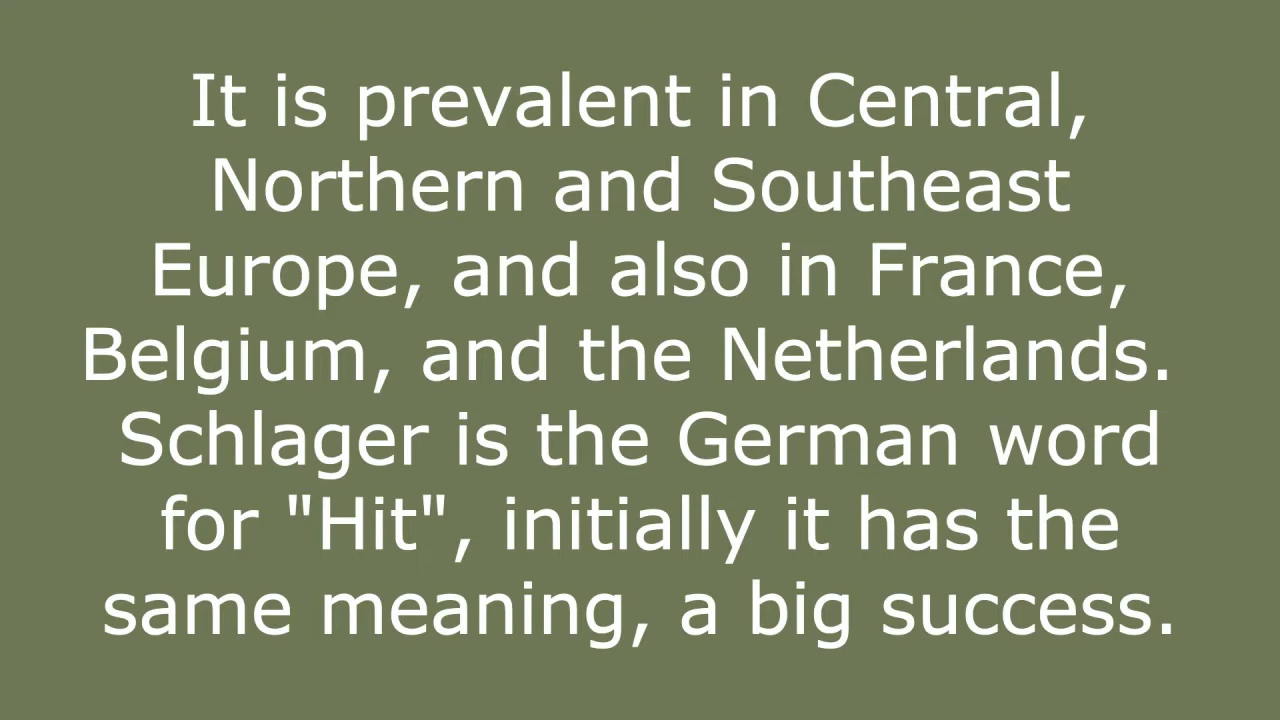 It is prevalent in Central,
Northern and Southeast
Europe, and also in France,
Belgium, and the Netherlands.
Schlager is the German word
for "Hit", initially it has the
same meaning, a big success.